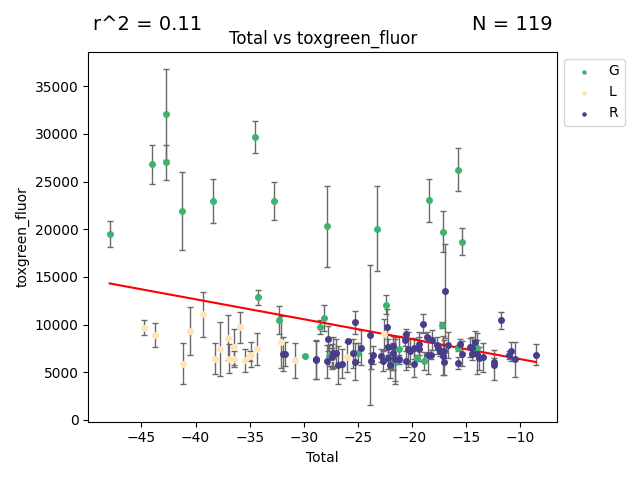 r^2 = 0.11
N = 119
Total vs toxgreen_fluor
G
L
R
35000
30000
25000
20000
15000
10000
5000
0
toxgreen_fluor
−45
−40
−35
−30
−25
−20
−15
−10
Total